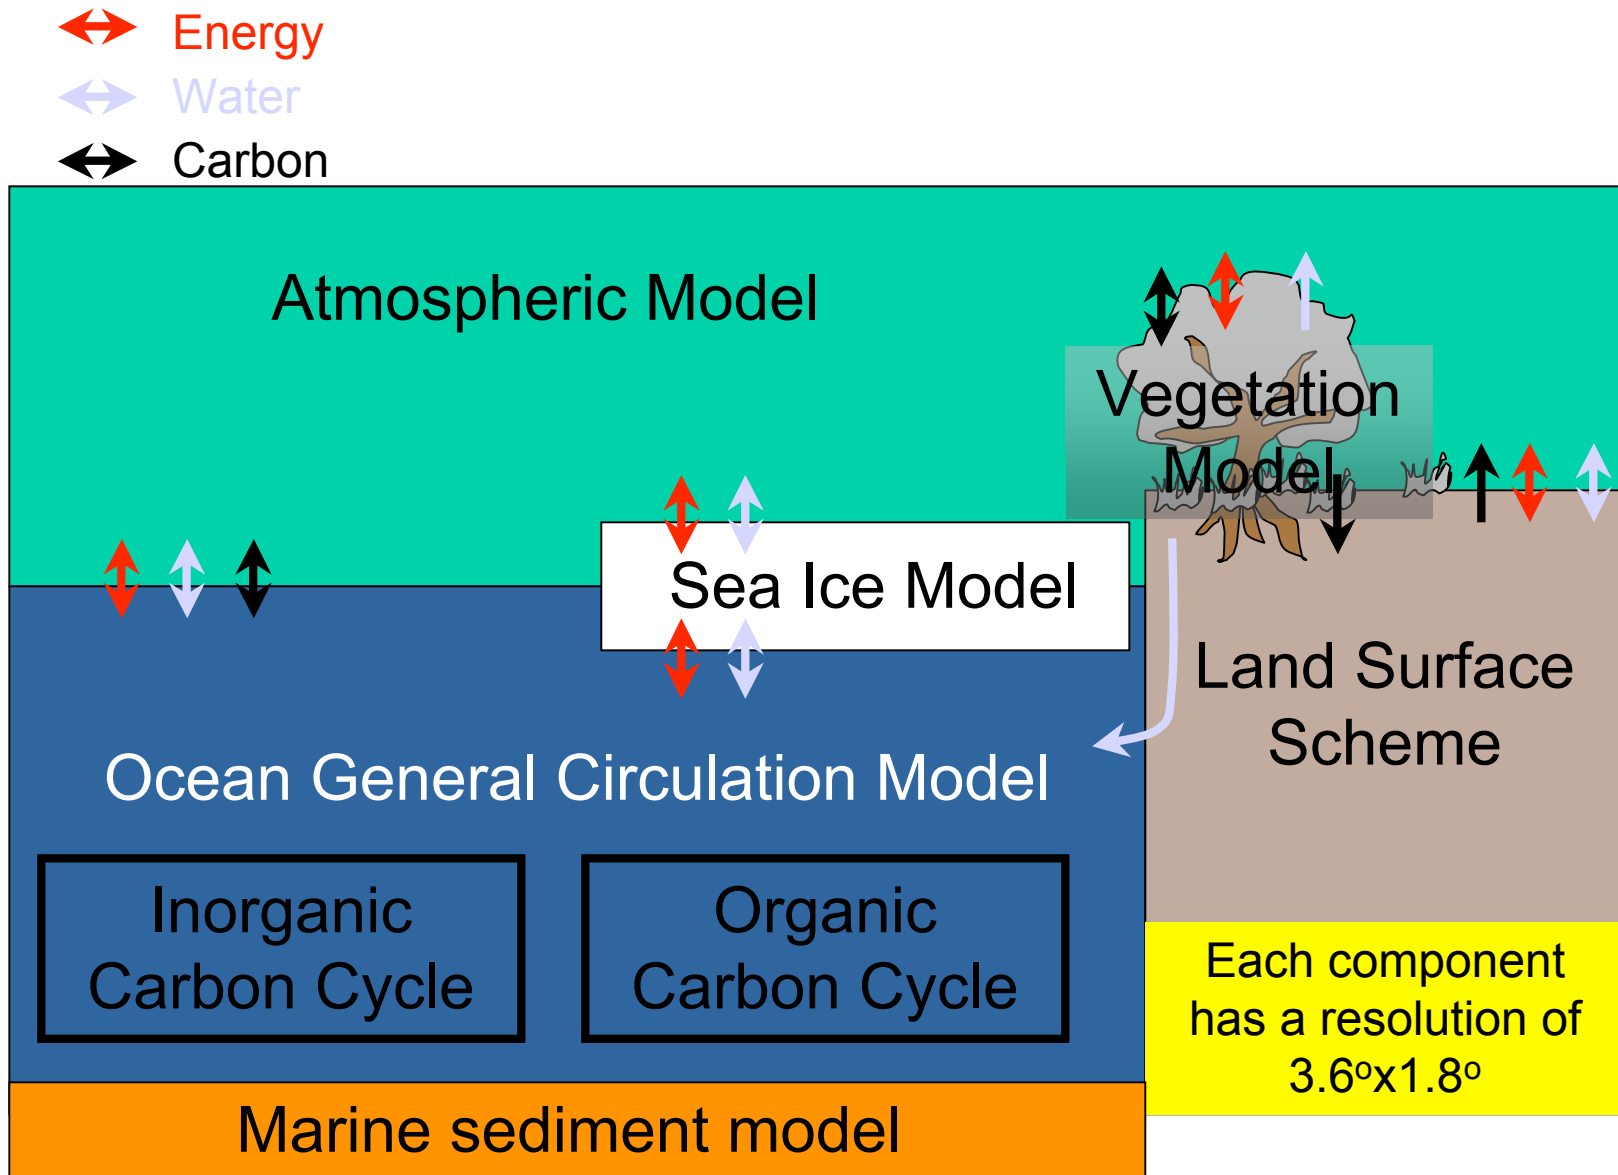 Energy
Water
Carbon
Atmospheric Model
Vegetation
Model
Sea Ice Model
Land Surface
Scheme
Ocean General Circulation Model
Inorganic
Carbon Cycle
Organic
Carbon Cycle
Each component
has a resolution of
3.6ºx1.8º
Marine sediment model